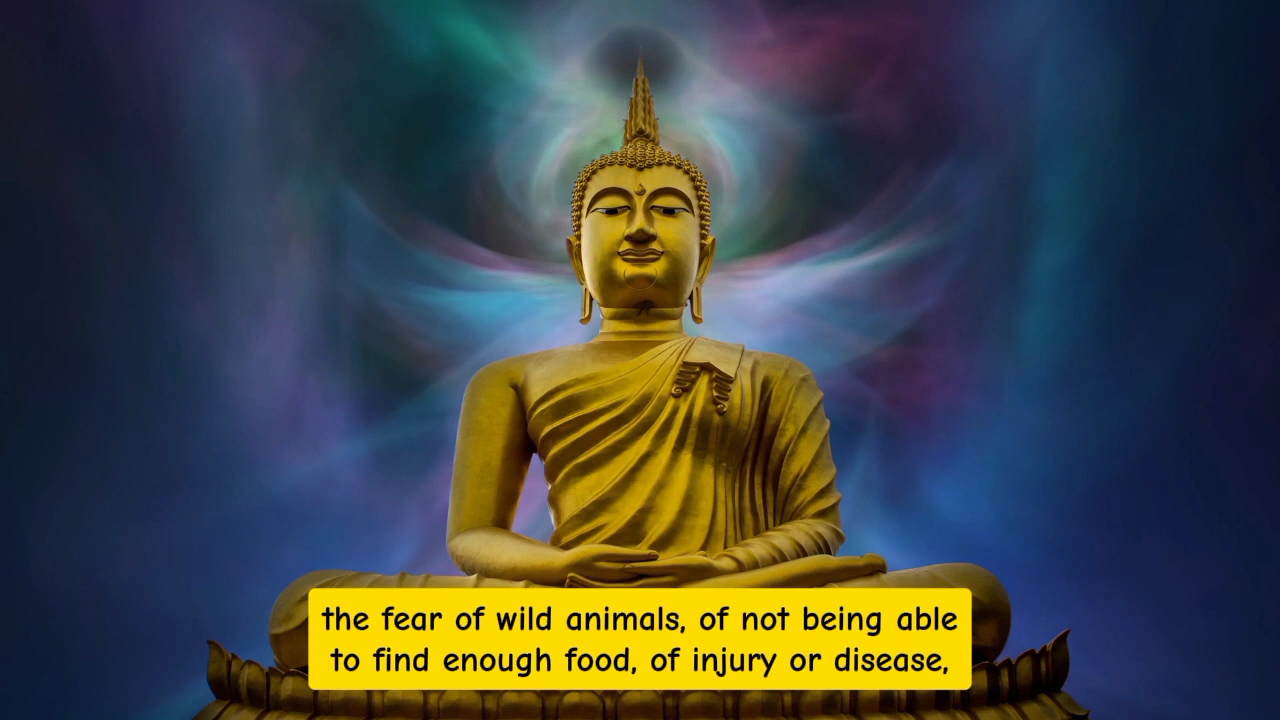 the fear of wild animals, of not being able
to find enough food, of injury or disease,